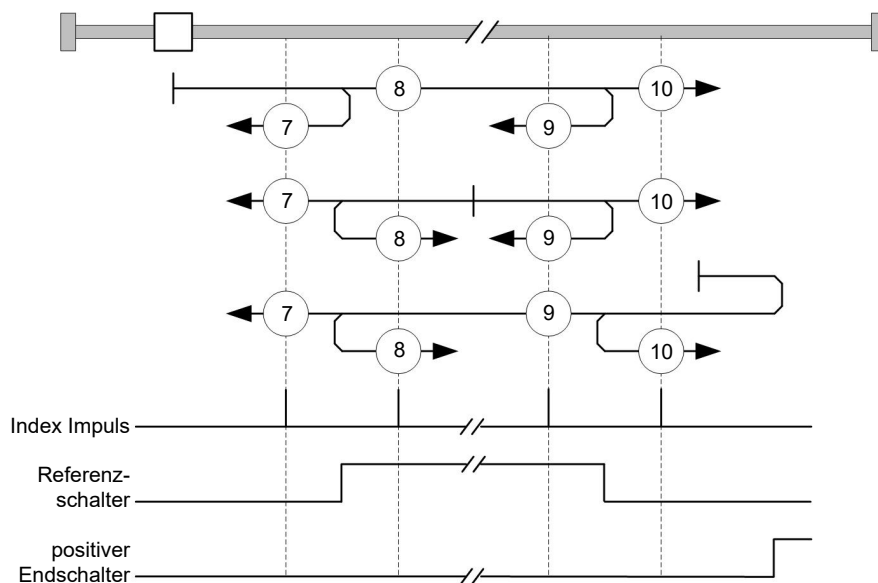 8
10
7
9
7
10
8
9
7
9
8
10
Index Impuls
Referenz-
schalter
positiver
Endschalter